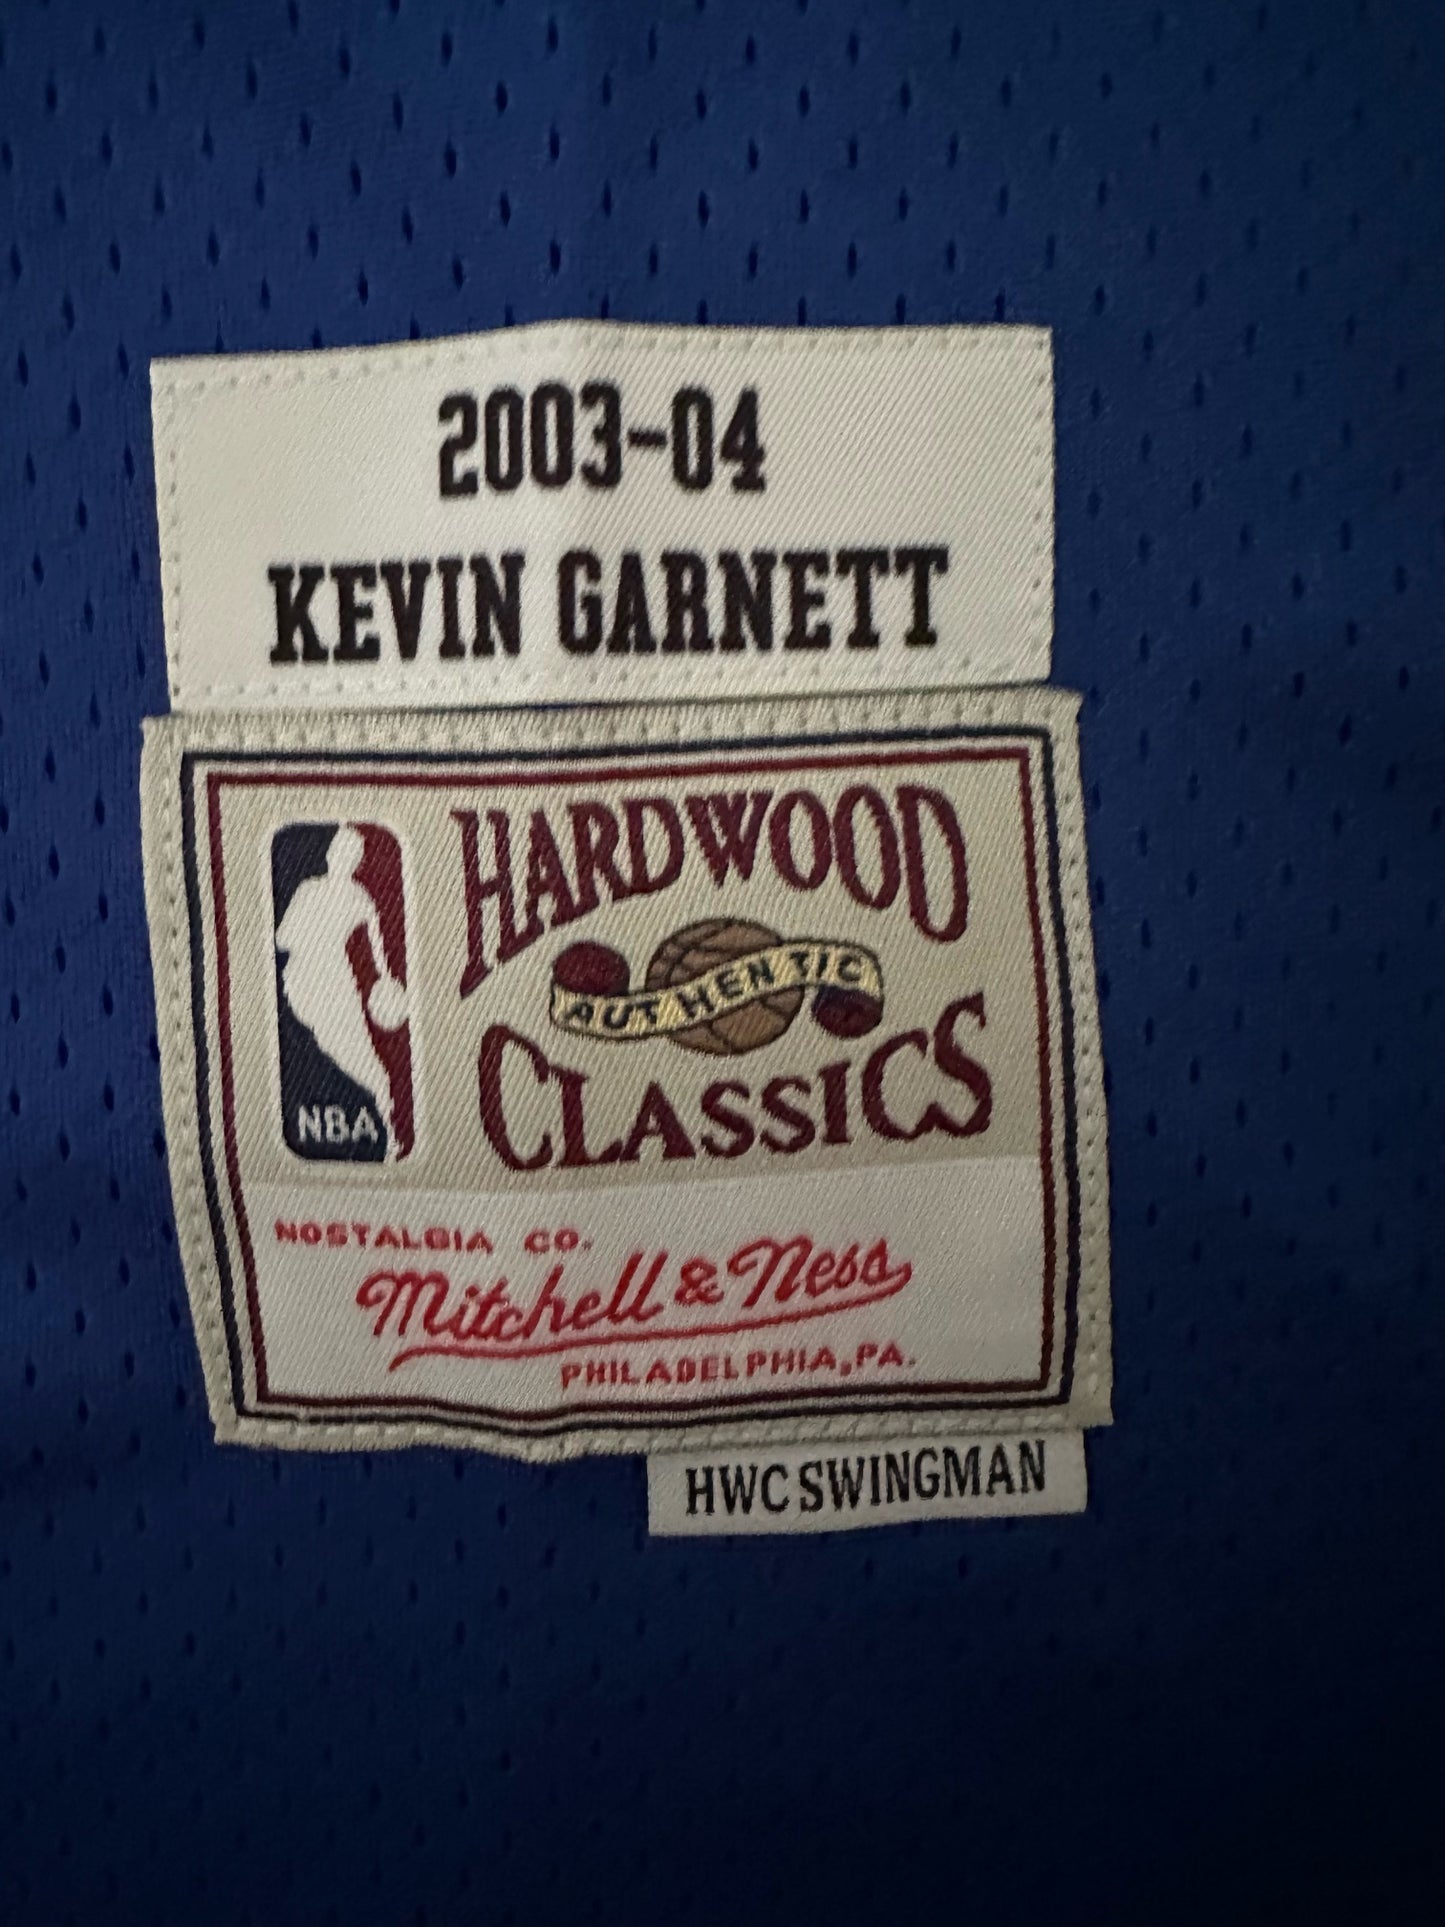 2003-04
KEVIN GARNETT
HARDWOOD
AUTHENTIC
CLASSICS
NBA
NOSTALGIA CO.
Mitchell & Ness
PHILADELPHIA, PA.
HWC SWINGMAN